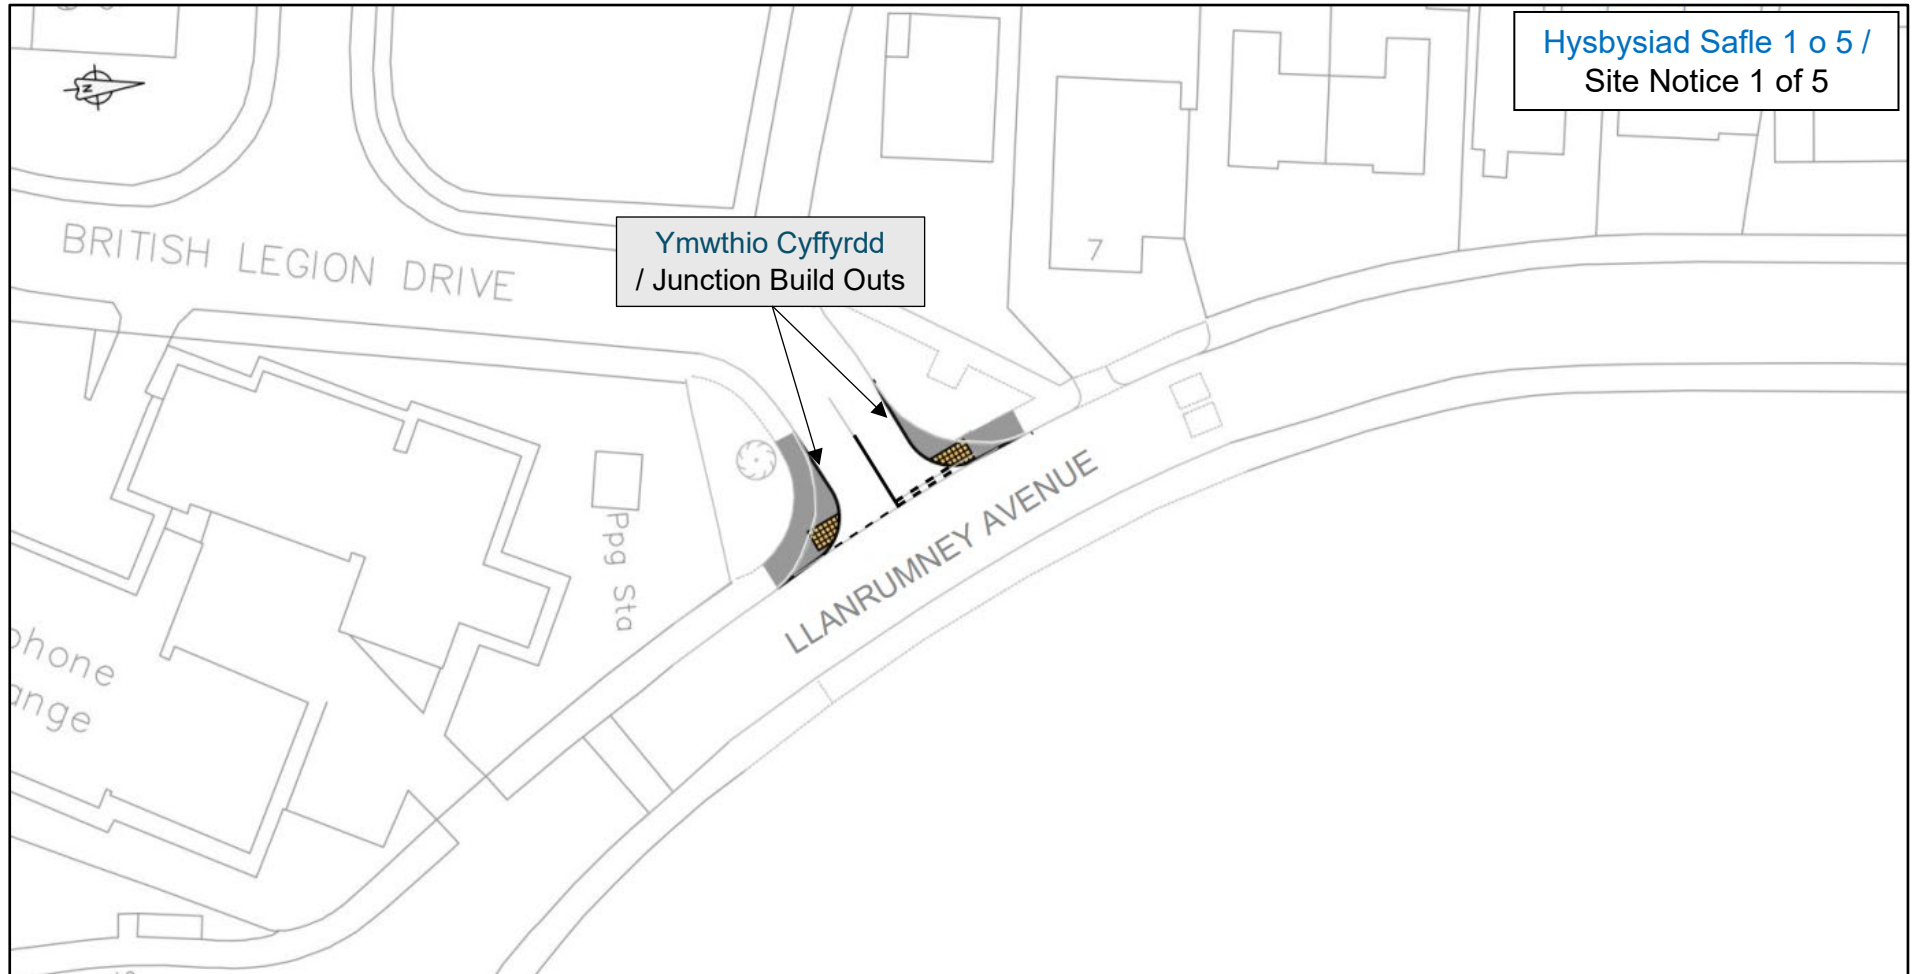 Hysbysiad Safle 1 o 5 /
Site Notice 1 of 5
N
BRITISH LEGION DRIVE
Ymwthio Cyffyrdd
/ Junction Build Outs
7
Ppg Sta
LLANRUMNEY AVENUE
phone
ange